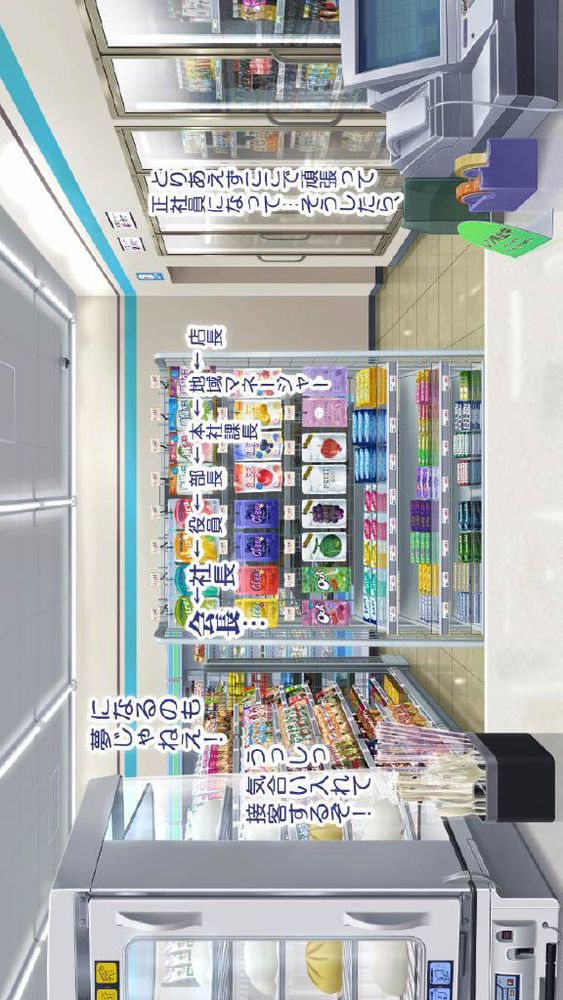 とりあえずここで頑張って
正社員になって…そうしたら、
店長
←地域マネージャー
←本社課長
←部長
←役員
←社長
←会長…
になるのも
夢じゃねえ!
うっしっ
気合い入れて
接客するぞ!